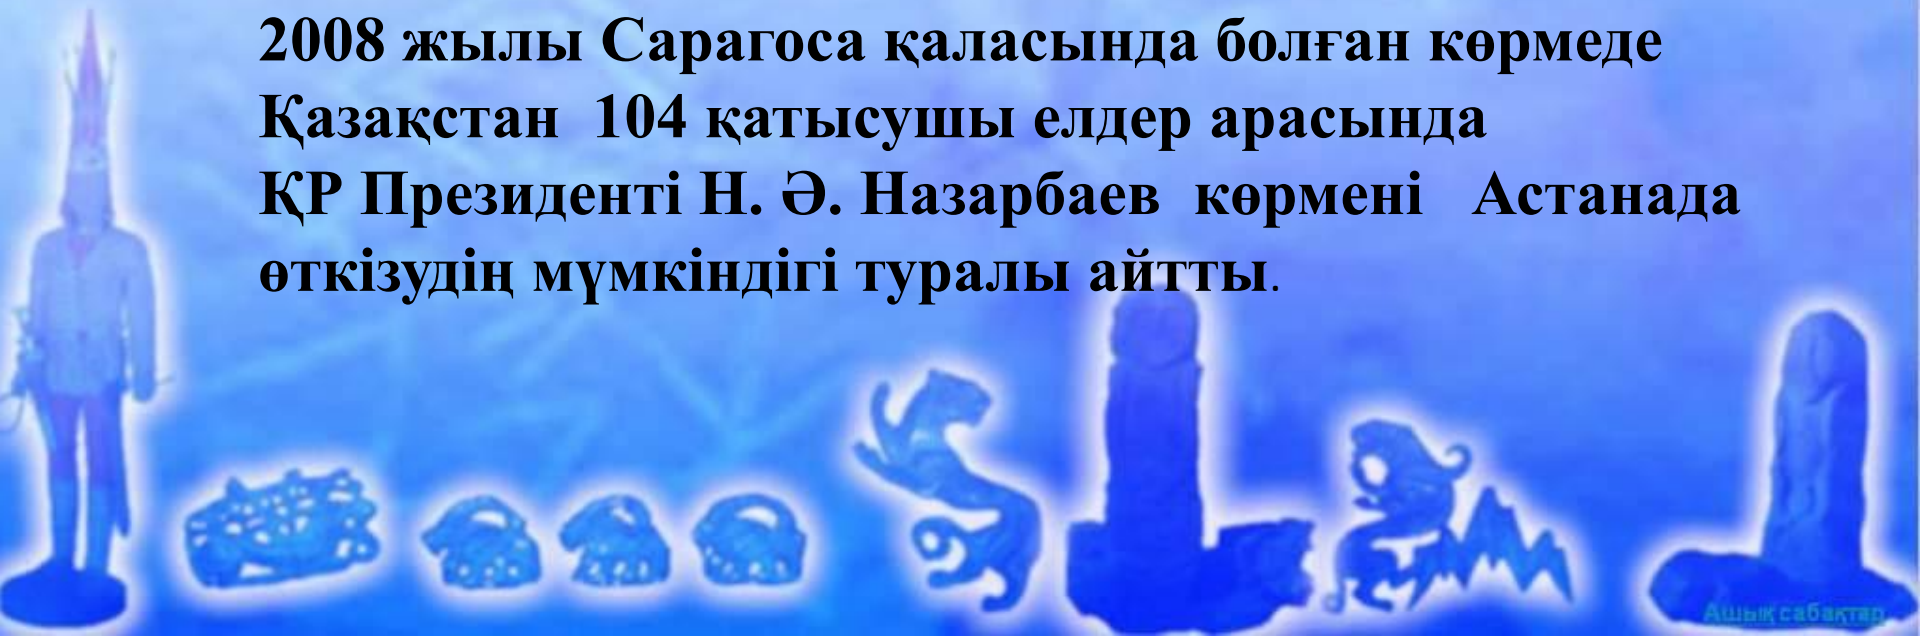 2008 жылы Сарагоса қаласында болған көрмеде
Қазақстан 104 қатысушы елдер арасында
ҚР Президенті Н. Ә. Назарбаев көрмені Астанада
өткізудің мүмкіндігі туралы айтты.
Ашық сабақтар